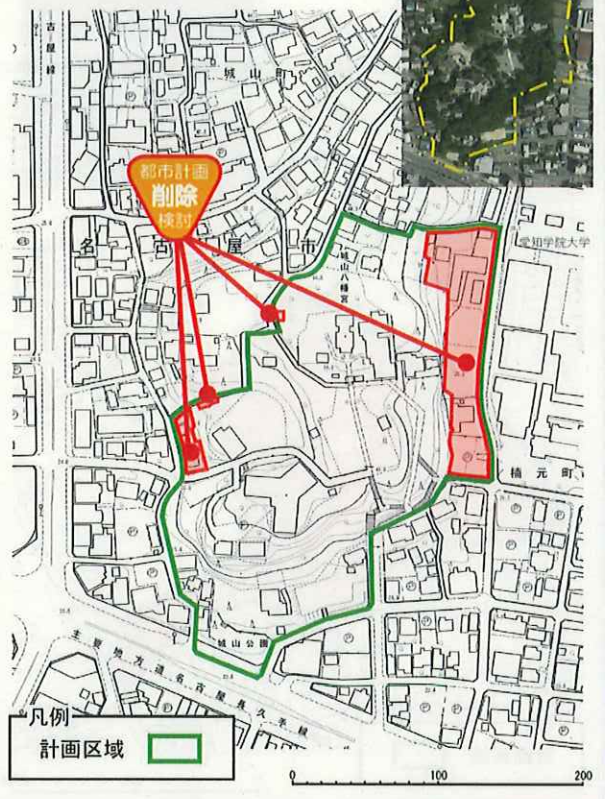 古屋線
城山町
都市計画
削除
検討
名古屋市
城山八幡宮
愛知学院大学
楠元町
城山公園
主要地方道名古屋長久手線
凡例
計画区域
0 100 200